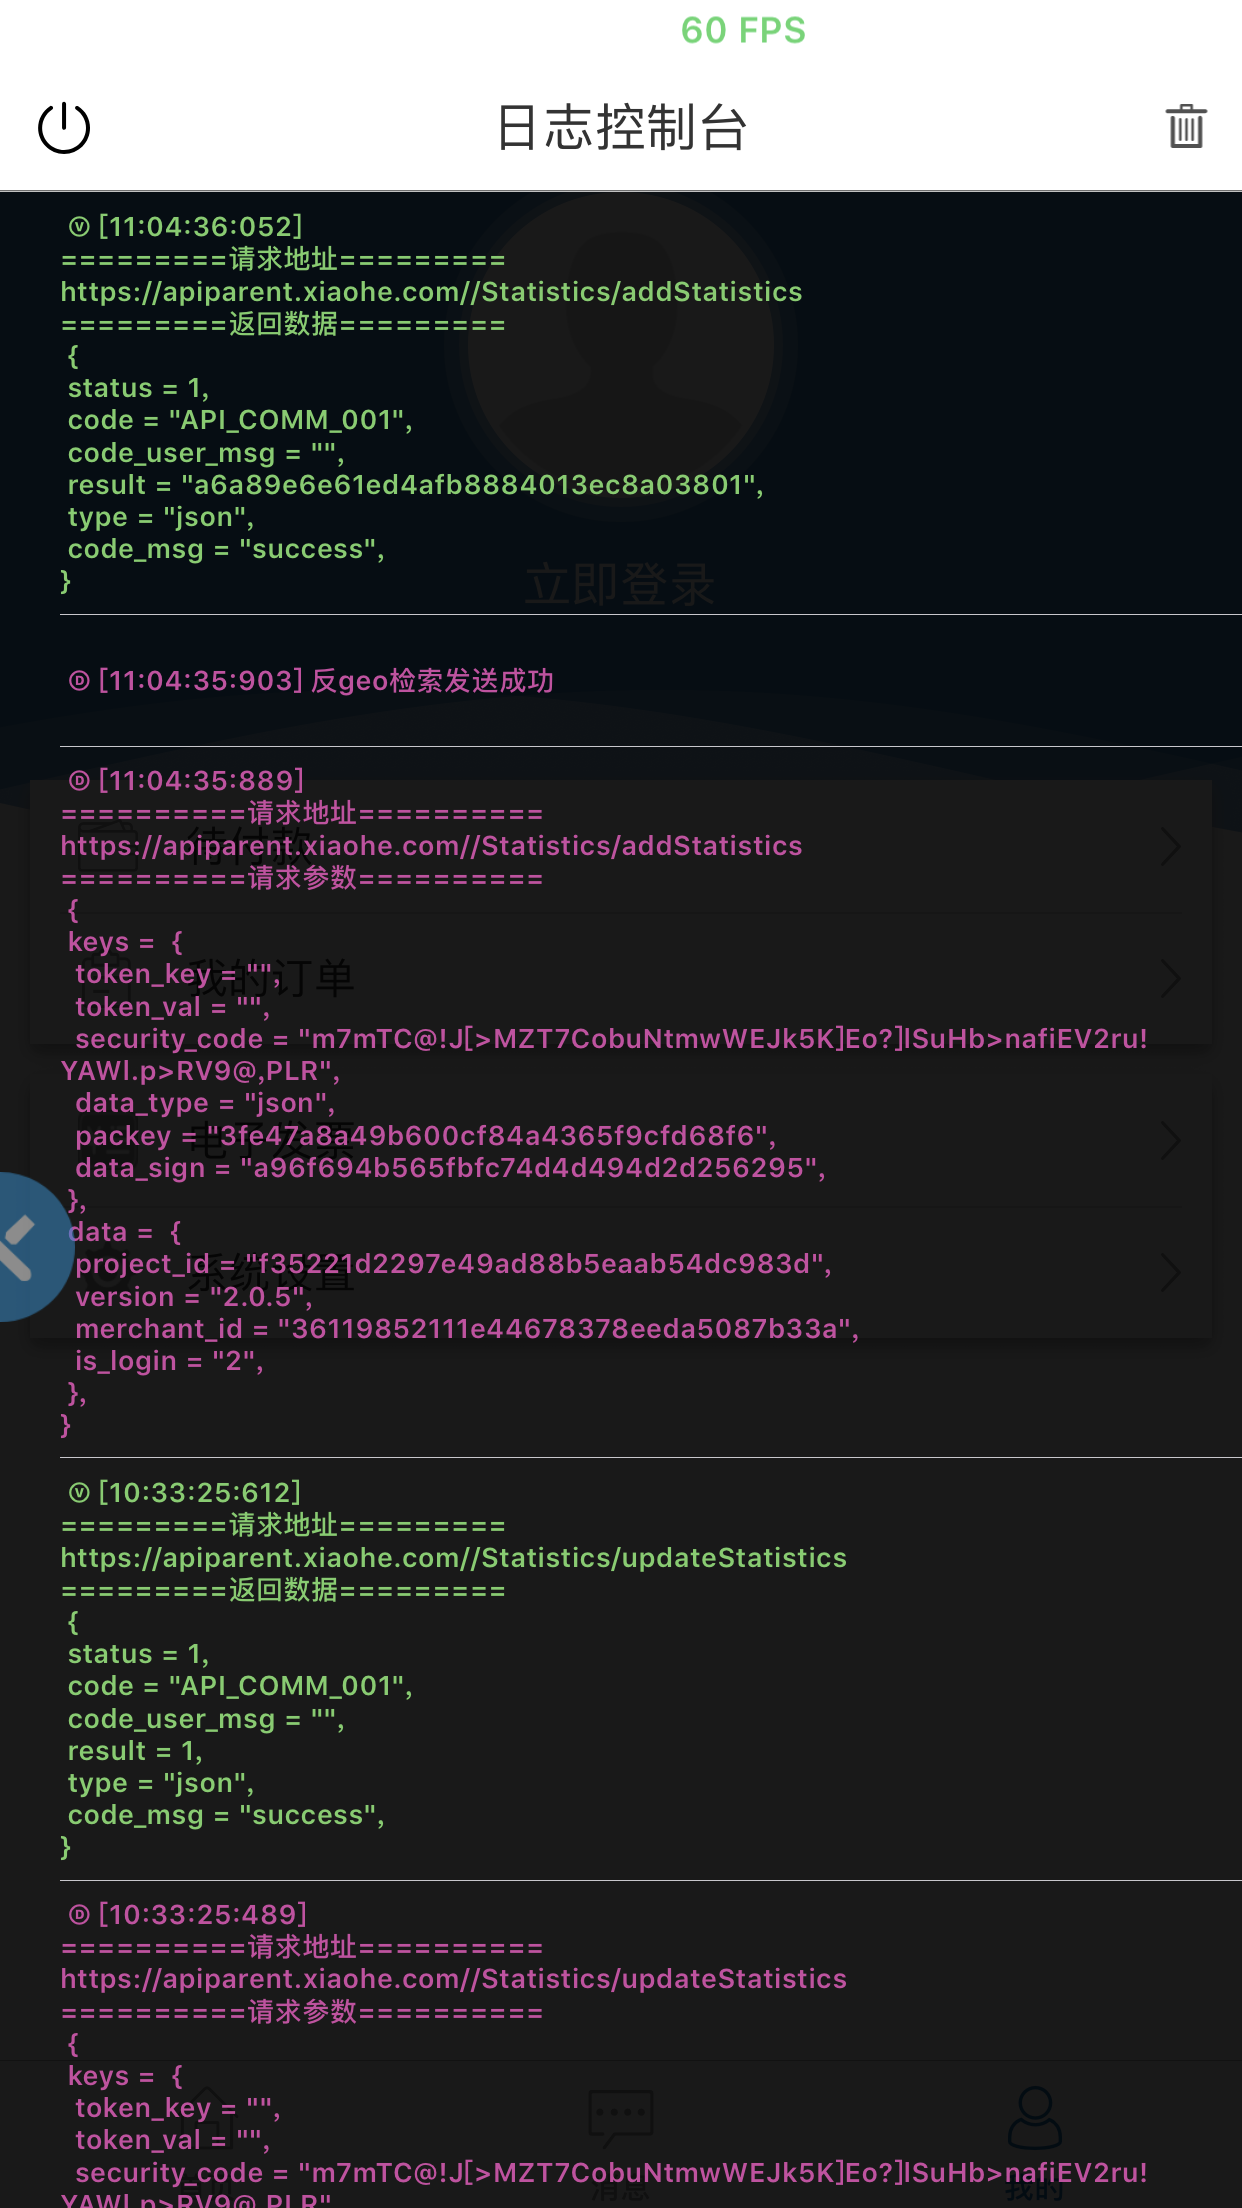 60 FPS
日志控制台
Ⓥ [11:04:36:052]
=========请求地址=========
https://apiparent.xiaohe.com//Statistics/addStatistics
=========返回数据=========
{
status = 1,
code = "API_COMM_001",
code_user_msg = "",
result = "a6a89e6e61ed4afb8884013ec8a03801",
type = "json",
code_msg = "success",
}
立即登录
Ⓓ [11:04:35:903] 反geo检索发送成功
Ⓓ [11:04:35:889]
==========请求地址==========
待付款
https://apiparent.xiaohe.com//Statistics/addStatistics
==========请求参数==========
{
keys = {
token_key = "",
我的订单
token_val = "",
security_code = "m7mTC@!J[>MZT7CobuNtmwWEJk5K]Eo?]lSuHb>nafiEV2ru!
YAWl.p>RV9@,PLR",
data_type = "json",
packey = "3fe47a8a49b600cf84a4365f9cfd68f6",
电子发票
data_sign = "a96f694b565fbfc74d4d494d2d256295",
},
data = {
project_id = "f35221d2297e49ad88b5eaab54dc983d",
系统设置
version = "2.0.5",
merchant_id = "36119852111e44678378eeda5087b33a",
is_login = "2",
},
}
Ⓥ [10:33:25:612]
=========请求地址=========
https://apiparent.xiaohe.com//Statistics/updateStatistics
=========返回数据=========
{
status = 1,
code = "API_COMM_001",
code_user_msg = "",
result = 1,
type = "json",
code_msg = "success",
}
Ⓓ [10:33:25:489]
==========请求地址==========
https://apiparent.xiaohe.com//Statistics/updateStatistics
==========请求参数==========
{
keys = {
token_key = "",
token_val = "",
security_code = "m7mTC@!J[>MZT7CobuNtmwWEJk5K]Eo?]lSuHb>nafiEV2ru!
YAWl.p>RV9@,PLR"
消息
我的